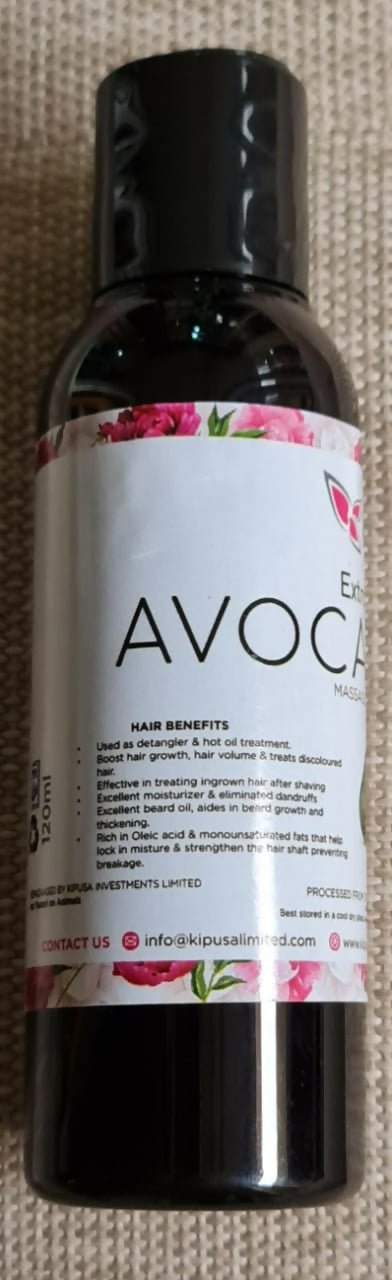 Ext
AVOCA
MASSA
HAIR BENEFITS
Used as detangler & hot oil treatment.
Boost hair growth, hair volume & treats discoloured
hair.
Effective in treating ingrown hair after shaving
Excellent moisturizer & eliminated dandruffs
Excellent beard oil, aides in beard growth and
thickening.
Rich in Oleic acid & monounsaturated fats that help
lock in misture & strengthen the hair shaft preventing
breakage.
120ml
BY KIPUSA INVESTMENTS LIMITED
Tested on Animals
PROCESSED FROM
Best stored in a cool dry
CONTACT US info@kipusalimited.com